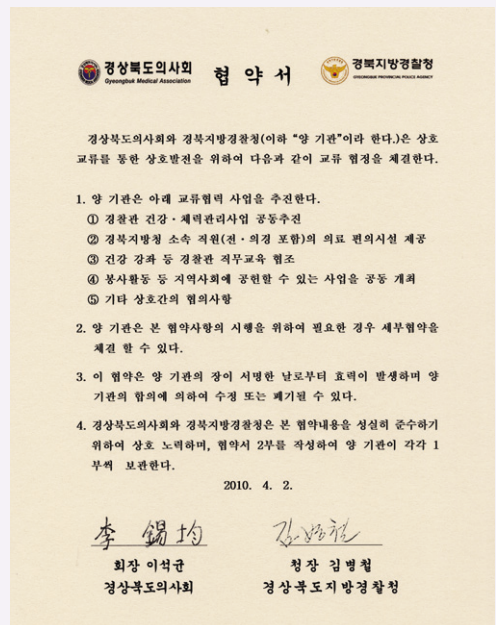 경상북도의사회
Gyeongbuk Medical Association
협 약 서
경북지방경찰청
GYEONGBUK PROVINCIAL POLICE AGENCY
경상북도의사회와 경북지방경찰청(이하 “양 기관”이라 한다.)은 상호
교류를 통한 상호발전을 위하여 다음과 같이 교류 협정을 체결한다.
1. 양 기관은 아래 교류협력 사업을 추진한다.
① 경찰관 건강·체력관리사업 공동추진
② 경북지방청 소속 직원(전·의경 포함)의 의료 편의시설 제공
③ 건강 강좌 등 경찰관 직무교육 협조
④ 봉사활동 등 지역사회에 공헌할 수 있는 사업을 공동 개최
⑤ 기타 상호간의 협의사항
2. 양 기관은 본 협약사항의 시행을 위하여 필요한 경우 세부협약을
체결 할 수 있다.
3. 이 협약은 양 기관의 장이 서명한 날로부터 효력이 발생하며 양
기관의 합의에 의하여 수정 또는 폐기될 수 있다.
4. 경상북도의사회와 경북지방경찰청은 본 협약내용을 성실히 준수하기
위하여 상호 노력하며, 협약서 2부를 작성하여 양 기관이 각각 1
부씩 보관한다.
2010. 4. 2.
李 錫 均
김병철
회장 이석균
청장 김병철
경상북도의사회
경상북도지방경찰청